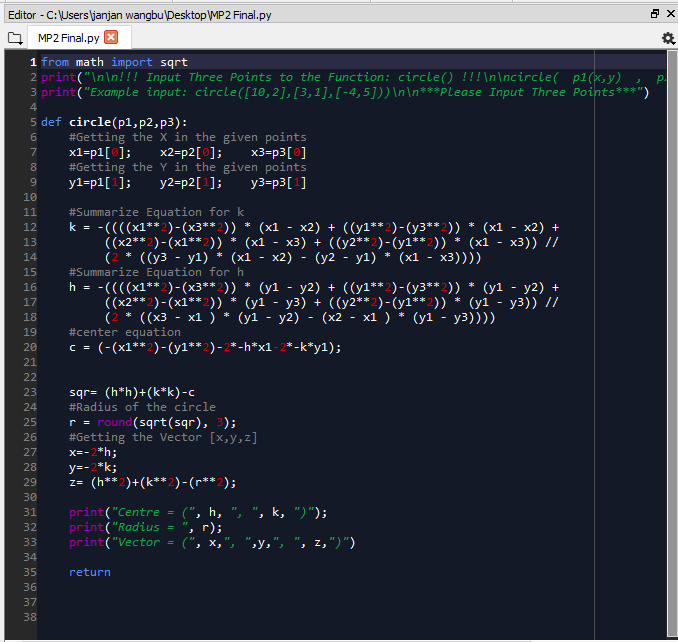 Editor - C:\Users\janjan wangbu\Desktop\MP2 Final.py
MP2 Final.py
1 from math import sqrt
2 print("\n\n!!! Input Three Points to the Function: circle() !!!\n\ncircle(  p1(x,y)  ,  p
3 print("Example input: circle([10,2],[3,1],[-4,5])\n\n***Please Input Three Points***")
4
5 def circle(p1,p2,p3):
6     #Getting the X in the given points
7     x1=p1[0];    x2=p2[0];    x3=p3[0]
8     #Getting the Y in the given points
9     y1=p1[1];    y2=p2[1];    y3=p3[1]
10
11     #Summarize Equation for k
12     k = -((((x1**2)-(x3**2)) * (x1 - x2) + ((y1**2)-(y3**2)) * (x1 - x2) +
13          ((x2**2)-(x1**2)) * (x1 - x3) + ((y2**2)-(y1**2)) * (x1 - x3)) //
14          (2 * ((y3 - y1) * (x1 - x2) - (y2 - y1) * (x1 - x3))))
15     #Summarize Equation for h
16     h = -((((x1**2)-(x3**2)) * (y1 - y2) + ((y1**2)-(y3**2)) * (y1 - y2) +
17          ((x2**2)-(x1**2)) * (y1 - y3) + ((y2**2)-(y1**2)) * (y1 - y3)) //
18          (2 * ((x3 - x1 ) * (y1 - y2) - (x2 - x1 ) * (y1 - y3))))
19     #center equation
20     c = (-(x1**2)-(y1**2)-2*-h*x1-2*-k*y1);
21
22
23     sqr= (h*h)+(k*k)-c
24     #Radius of the circle
25     r = round(sqrt(sqr), 3);
26     #Getting the Vector [x,y,z]
27     x=-2*h;
28     y=-2*k;
29     z= (h**2)+(k**2)-(r**2);
30
31     print("Centre = (", h, ", ", k, ")");
32     print("Radius = ", r);
33     print("Vector = (", x,", ",y,", ", z,")")
34
35     return
36
37
38